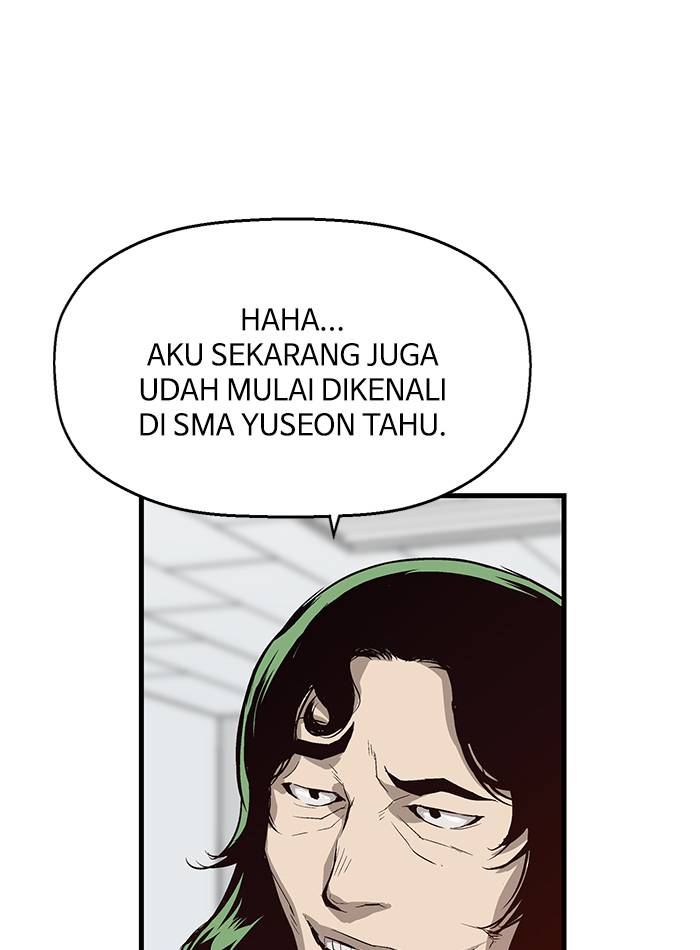 HAHA...
AKU SEKARANG JUGA
UDAH MULAI DIKENALI
DI SMA YUSEON TAHU.